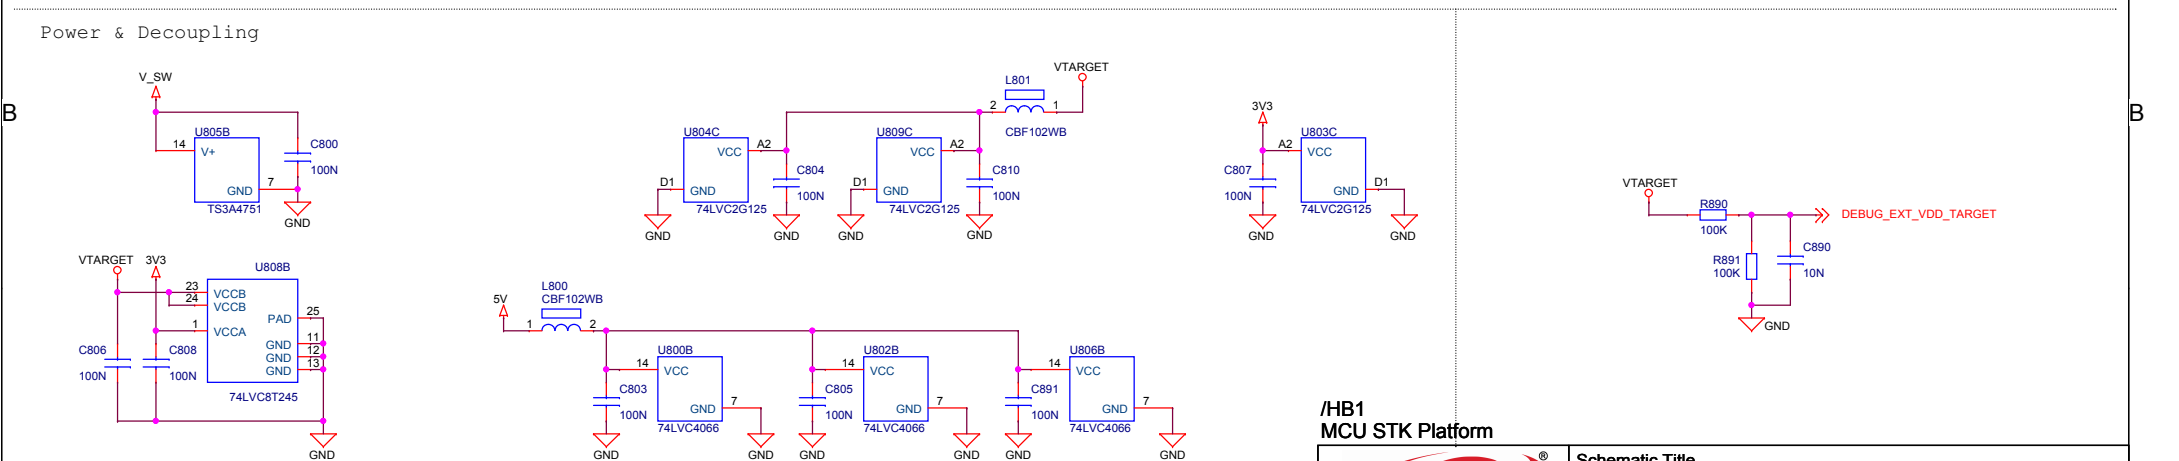 Power & Decoupling
B
B
V_SW
U805B
14
V+
GND
7
TS3A4751
C800
100N
GND
U804C
VCC
A2
D1
GND
74LVC2G125
C804
100N
GND
GND
U809C
VCC
A2
D1
GND
74LVC2G125
C810
100N
GND
GND
L801
2
1
CBF102WB
VTARGET
3V3
C807
100N
GND
U803C
A2
VCC
GND
D1
74LVC2G125
GND
VTARGET
R890
100K
DEBUG_EXT_VDD_TARGET
R891
100K
C890
10N
GND
VTARGET
3V3
U808B
23
VCCB
24
VCCB
1
VCCA
PAD
25
GND
11
GND
12
GND
13
74LVC8T245
C806
100N
C808
100N
GND
5V
L800
CBF102WB
1
2
U800B
14
VCC
GND
7
74LVC4066
C803
100N
GND
GND
U802B
14
VCC
GND
7
74LVC4066
C805
100N
GND
GND
U806B
14
VCC
GND
7
74LVC4066
C891
100N
GND
GND
/HB1
MCU STK Platform
®
Schematic Title